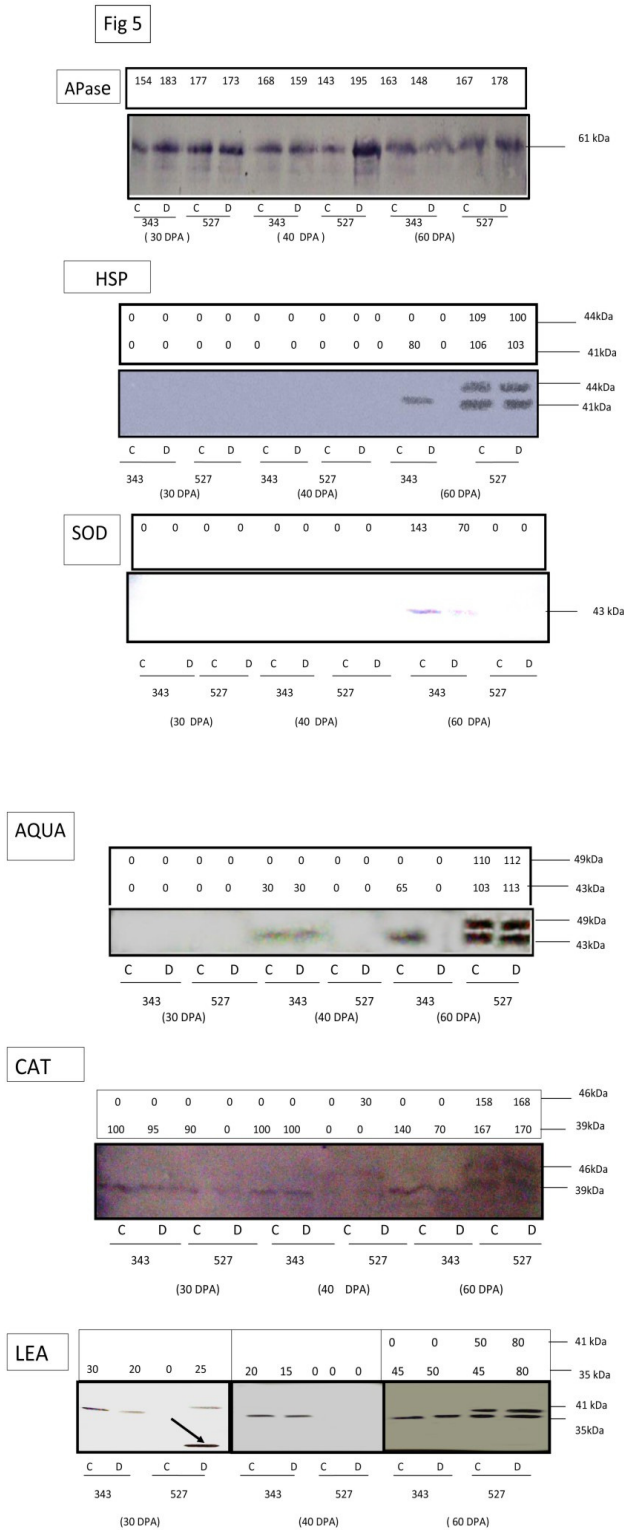 Fig 5
APase
154 183 177 173 168 159 143 195 163 148 167 178
61 kDa
C D C D C D C D C D C D
343 527 343 527 343 527
( 30 DPA ) ( 40 DPA ) (60 DPA)
HSP
0 0 0 0 0 0 0 0 0 0 109 100 44kDa
0 0 0 0 0 0 0 0 0 80 0 106 103 41kDa
44kDa
41kDa
C D C D C D C D C D C D
343 527 343 527 343 527
(30 DPA) (40 DPA) (60 DPA)
SOD
0 0 0 0 0 0 0 0 143 70 0 0
43 kDa
C D C D C D C D C D C D
343 527 343 527 343 527
(30 DPA) (40 DPA) (60 DPA)
AQUA
0 0 0 0 0 0 0 0 0 0 110 112 49kDa
0 0 0 0 30 30 0 0 65 0 103 113 43kDa
49kDa
43kDa
C D C D C D C D C D C D
343 527 343 527 343 527
(30 DPA) (40 DPA) (60 DPA)
CAT
0 0 0 0 0 0 0 30 0 0 158 168 46kDa
100 95 90 0 100 100 0 0 140 70 167 170 39kDa
46kDa
39kDa
C D C D C D C D C D C D
343 527 343 527 343 527
(30 DPA) (40 DPA) (60 DPA)
LEA
0 0 50 80 41 kDa
30 20 0 25 20 15 0 0 0 45 50 45 80 35 kDa
41 kDa
35kDa
C D C D C D C D C D C D
343 527 343 527 343 527
(30 DPA) (40 DPA) ( 60 DPA)